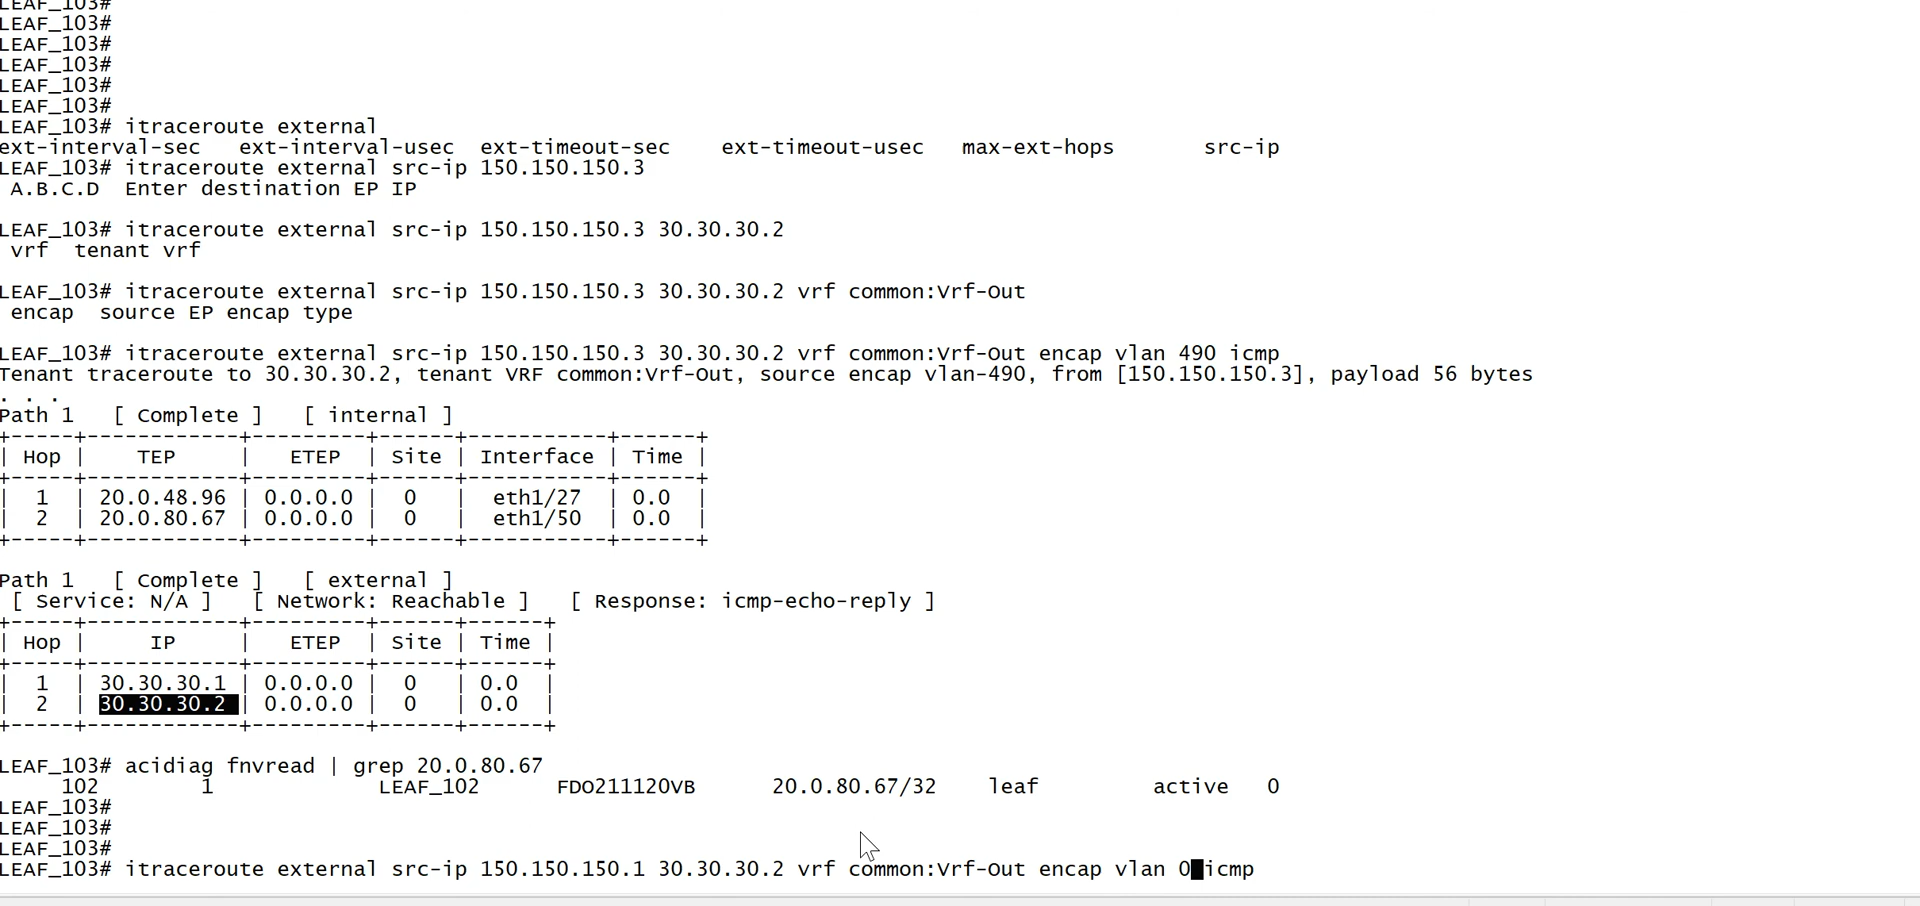 LEAF_103#
LEAF_103#
LEAF_103#
LEAF_103#
LEAF_103#
LEAF_103#
LEAF_103# itraceroute external
ext-interval-sec   ext-interval-usec  ext-timeout-sec    ext-timeout-usec   max-ext-hops       src-ip
LEAF_103# itraceroute external src-ip 150.150.150.3
A.B.C.D  Enter destination EP IP
LEAF_103# itraceroute external src-ip 150.150.150.3 30.30.30.2
vrf  tenant vrf
LEAF_103# itraceroute external src-ip 150.150.150.3 30.30.30.2 vrf common:Vrf-Out
encap  source EP encap type
LEAF_103# itraceroute external src-ip 150.150.150.3 30.30.30.2 vrf common:Vrf-Out encap vlan 490 icmp
Tenant traceroute to 30.30.30.2, tenant VRF common:Vrf-Out, source encap vlan-490, from [150.150.150.3], payload 56 bytes
. . .
Path 1   [ Complete ]   [ internal ]
+-----+------------+---------+------+-----------+------+
| Hop |    TEP     |   ETEP  | Site | Interface | Time |
+-----+------------+---------+------+-----------+------+
|  1  | 20.0.48.96 | 0.0.0.0 |  0   |  eth1/27  | 0.0  |
|  2  | 20.0.80.67 | 0.0.0.0 |  0   |  eth1/50  | 0.0  |
+-----+------------+---------+------+-----------+------+
Path 1   [ Complete ]   [ external ]
[ Service: N/A ]   [ Network: Reachable ]   [ Response: icmp-echo-reply ]
+-----+------------+---------+------+------+
| Hop |     IP     |   ETEP  | Site | Time |
+-----+------------+---------+------+------+
|  1  | 30.30.30.1 | 0.0.0.0 |  0   | 0.0  |
|  2  | 30.30.30.2 | 0.0.0.0 |  0   | 0.0  |
+-----+------------+---------+------+------+
LEAF_103# acidiag fnvread | grep 20.0.80.67
102        1             LEAF_102      FDO211120VB      20.0.80.67/32    leaf         active   0
LEAF_103#
LEAF_103#
LEAF_103#
LEAF_103# itraceroute external src-ip 150.150.150.1 30.30.30.2 vrf common:Vrf-Out encap vlan 0 icmp